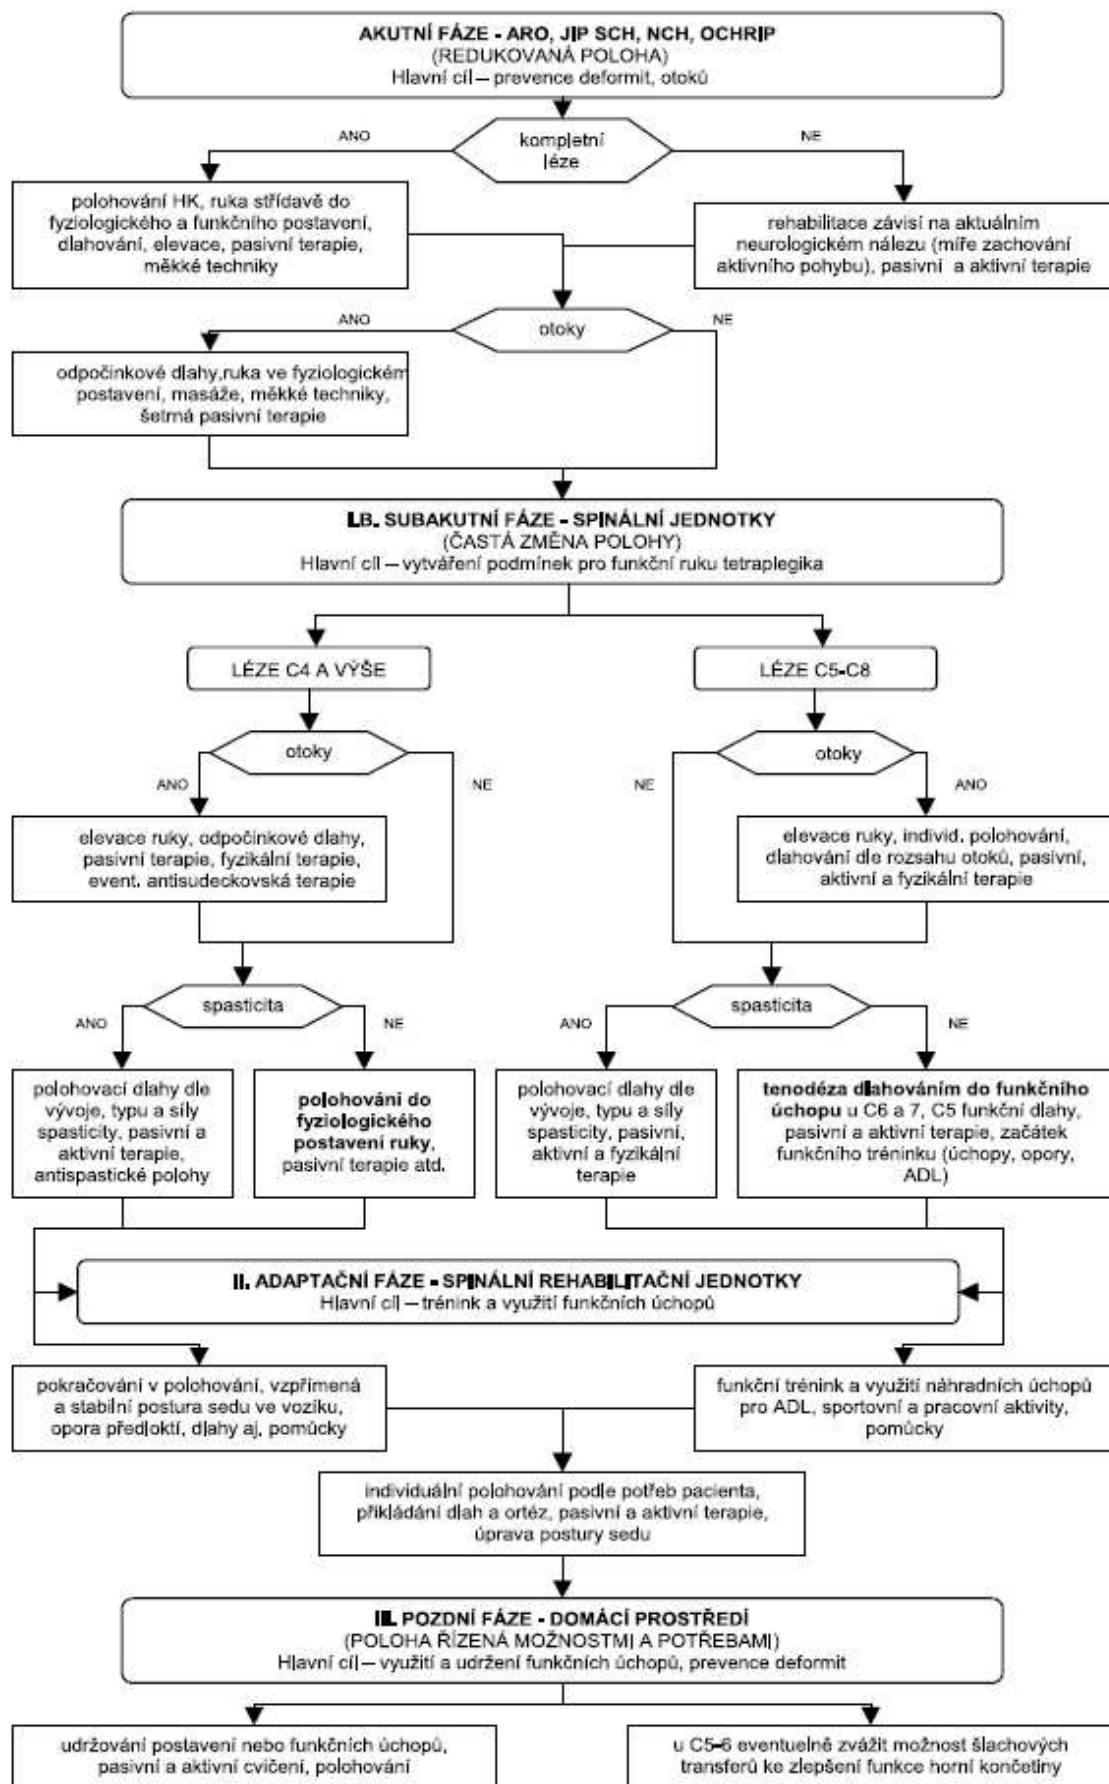 AKUTNÍ FÁZE - ARO, JIP SCH, NCH, OCHRIP
(REDUKOVANÁ POLOHA)
Hlavní cíl – prevence deformit, otoků
ANO
kompletní
léze
NE
polohování HK, ruka střídavě do
fyziologického a funkčního postavení,
dlahování, elevace, pasivní terapie,
měkké techniky
rehabilitace závisí na aktuálním
neurologickém nálezu (míře zachování
aktivního pohybu), pasivní a aktivní terapie
ANO
otoky
NE
odpočinkové dlahy,ruka ve fyziologickém
postavení, masáže, měkké techniky,
šetrná pasivní terapie
I.B. SUBAKUTNÍ FÁZE - SPINÁLNÍ JEDNOTKY
(ČASTÁ ZMĚNA POLOHY)
Hlavní cíl – vytváření podmínek pro funkční ruku tetraplegika
LÉZE C4 A VÝŠE
LÉZE C5-C8
otoky
otoky
ANO
NE
NE
ANO
elevace ruky, odpočinkové dlahy,
pasivní terapie, fyzikální terapie,
event. antisudeckovská terapie
elevace ruky, individ. polohování,
dlahování dle rozsahu otoků, pasivní,
aktivní a fyzikální terapie
spasticita
spasticita
ANO
NE
ANO
NE
polohovací dlahy dle
vývoje, typu a síly
spasticity, pasivní a
aktivní terapie,
antispastické polohy
polohování do
fyziologického
postavení ruky,
pasivní terapie atd.
polohovací dlahy dle
vývoje, typu a síly
spasticity, pasivní,
aktivní a fyzikální
terapie
tenodéza dlahováním do funkčního
úchopu u C6 a 7, C5 funkční dlahy,
pasivní a aktivní terapie, začátek
funkčního tréninku (úchopy, opory,
ADL)
II. ADAPTAČNÍ FÁZE - SPINÁLNÍ REHABILITAČNÍ JEDNOTKY
Hlavní cíl – trénink a využití funkčních úchopů
pokračování v polohování, vzpřímená
a stabilní postura sedu ve vozíku,
opora předloktí, dlahy aj, pomůcky
funkční trénink a využití náhradních úchopů
pro ADL, sportovní a pracovní aktivity,
pomůcky
individuální polohování podle potřeb pacienta,
přikládání dlah a ortéz, pasivní a aktivní terapie,
úprava postury sedu
III. POZDNÍ FÁZE - DOMÁCÍ PROSTŘEDÍ
(POLOHA ŘÍZENÁ MOŽNOSTMI A POTŘEBAMI)
Hlavní cíl – využití a udržení funkčních úchopů, prevence deformit
udržování postavení nebo funkčních úchopů,
pasivní a aktivní cvičení, polohování
u C5-6 eventuelně zvážit možnost šlachových
transferů ke zlepšení funkce horní končetiny